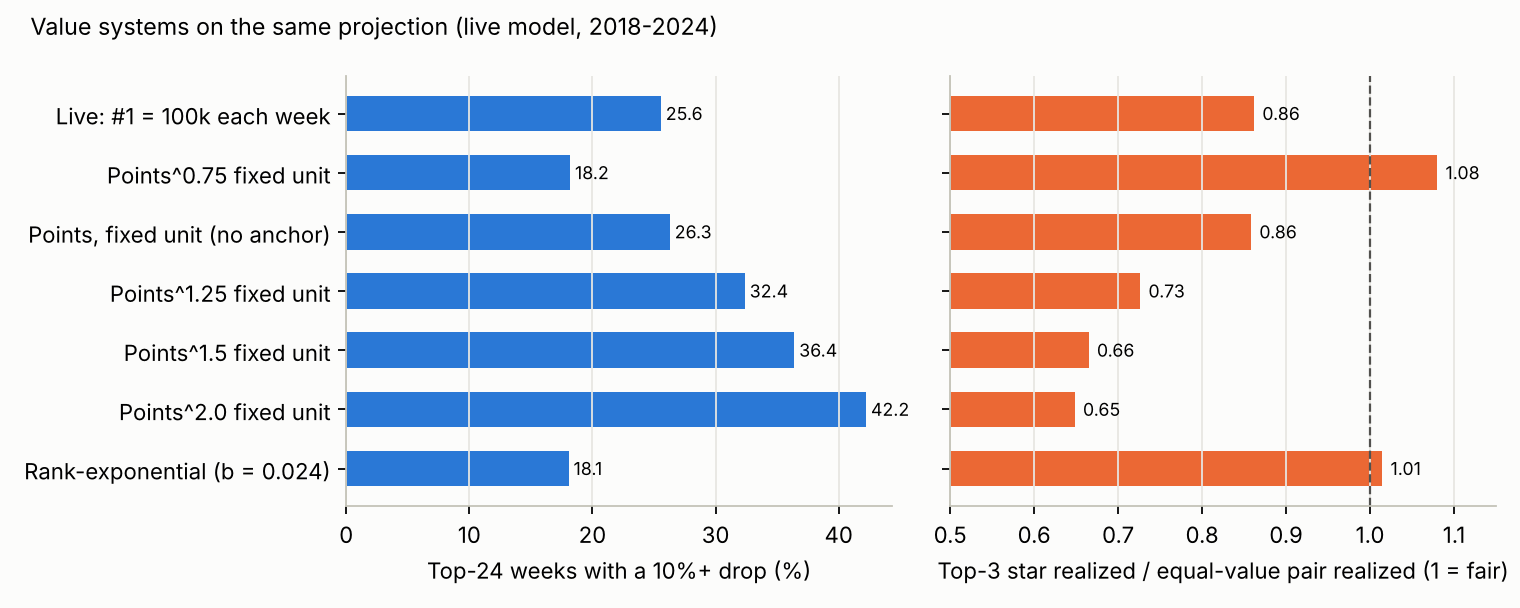 Value systems on the same projection (live model, 2018-2024)
Live: #1 = 100k each week
25.6
0.86
Points^0.75 fixed unit
18.2
1.08
Points, fixed unit (no anchor)
26.3
0.86
Points^1.25 fixed unit
32.4
0.73
Points^1.5 fixed unit
36.4
0.66
Points^2.0 fixed unit
42.2
0.65
Rank-exponential (b = 0.024)
18.1
1.01
0 10 20 30 40
0.5 0.6 0.7 0.8 0.9 1.0 1.1
Top-24 weeks with a 10%+ drop (%)
Top-3 star realized / equal-value pair realized (1 = fair)